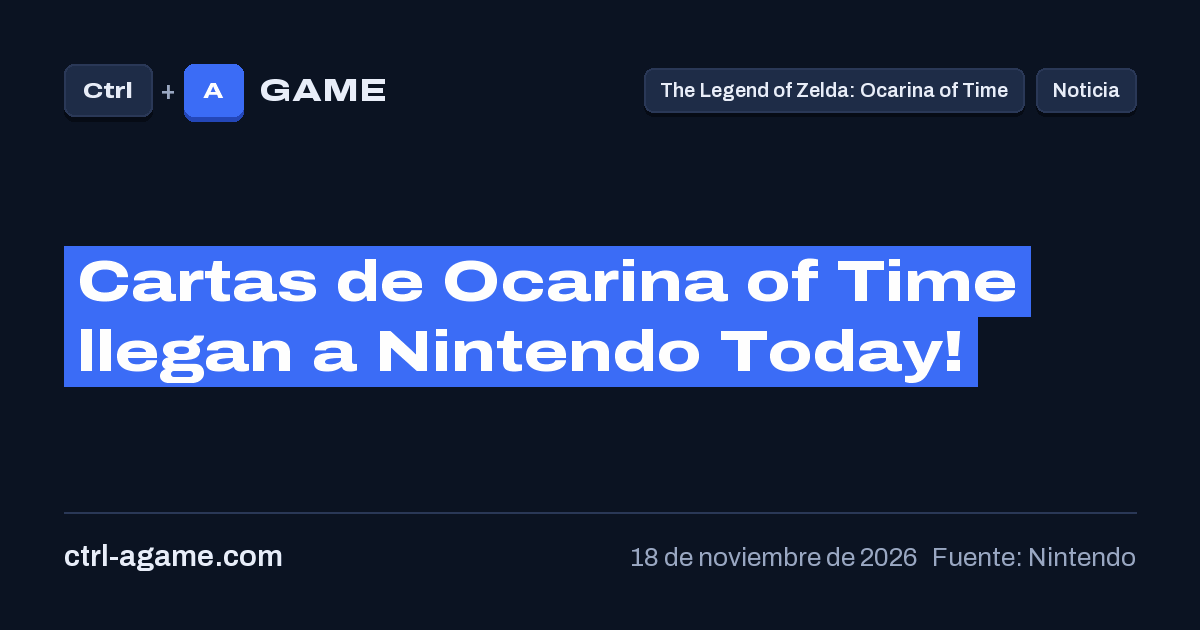 Ctrl + A GAME
The Legend of Zelda: Ocarina of Time
Noticia
Cartas de Ocarina of Time
llegan a Nintendo Today!
ctrl-agame.com
18 de noviembre de 2026 Fuente: Nintendo